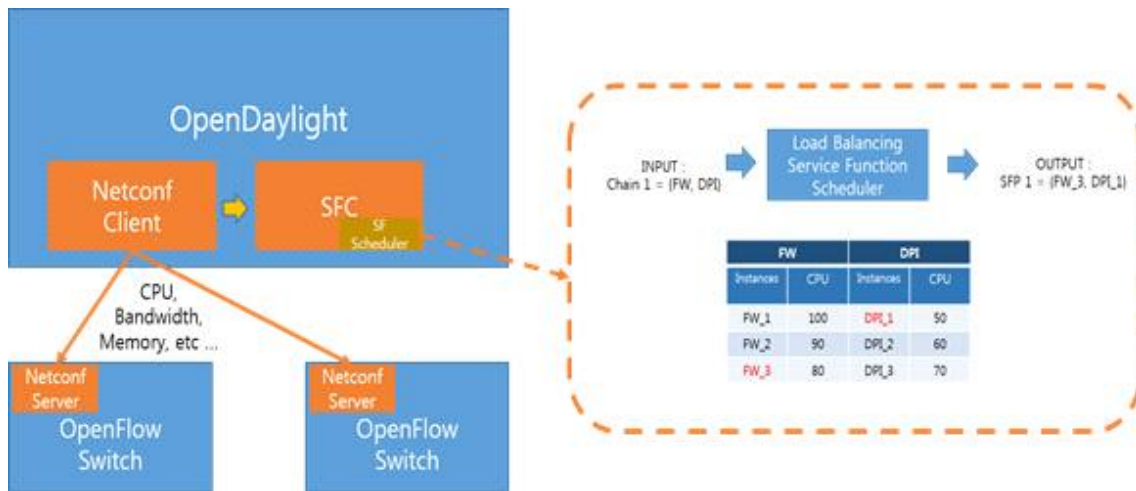 OpenDaylight
Netconf
Client
SFC
SF
Scheduler
CPU,
Bandwidth,
Memory, etc ...
Netconf
Server
OpenFlow
Switch
Netconf
Server
OpenFlow
Switch
INPUT :
Chain 1 = (FW, DPI)
Load Balancing
Service Function
Scheduler
OUTPUT :
SFP 1 = (FW_3, DPI_1)
FW DPI
Instances CPU Instances CPU
FW_1 100 DPI_1 50
FW_2 90 DPI_2 60
FW_3 80 DPI_3 70